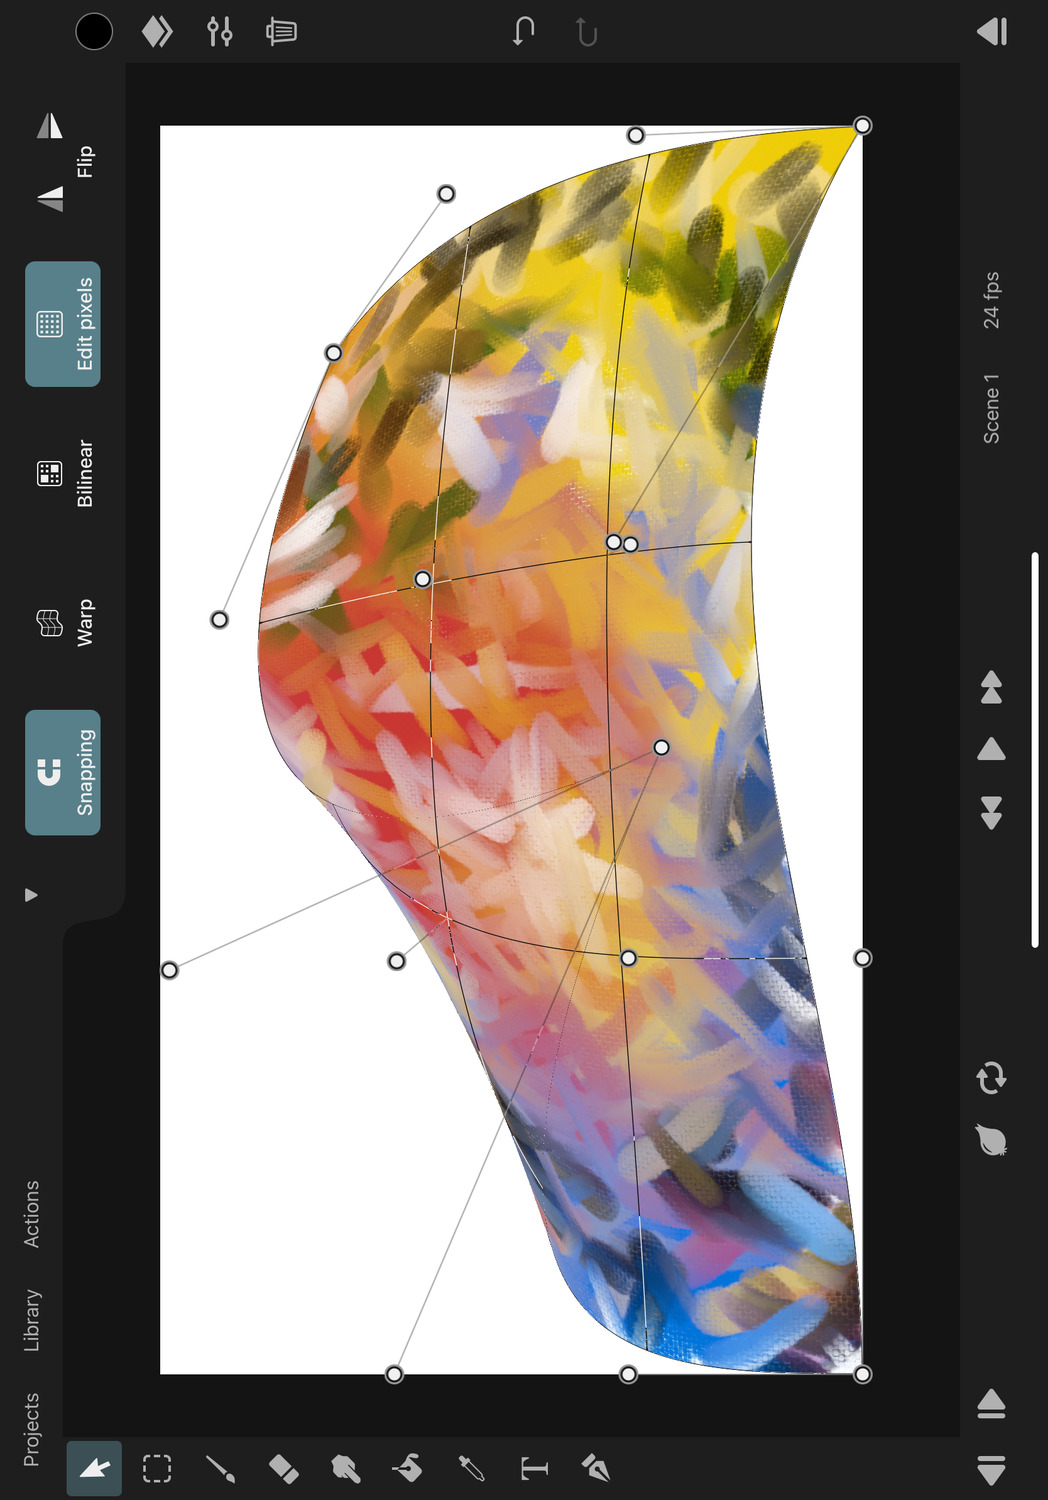 Projects Library Actions
Snapping Warp Bilinear Edit pixels Flip
T
Scene 1 24 fps